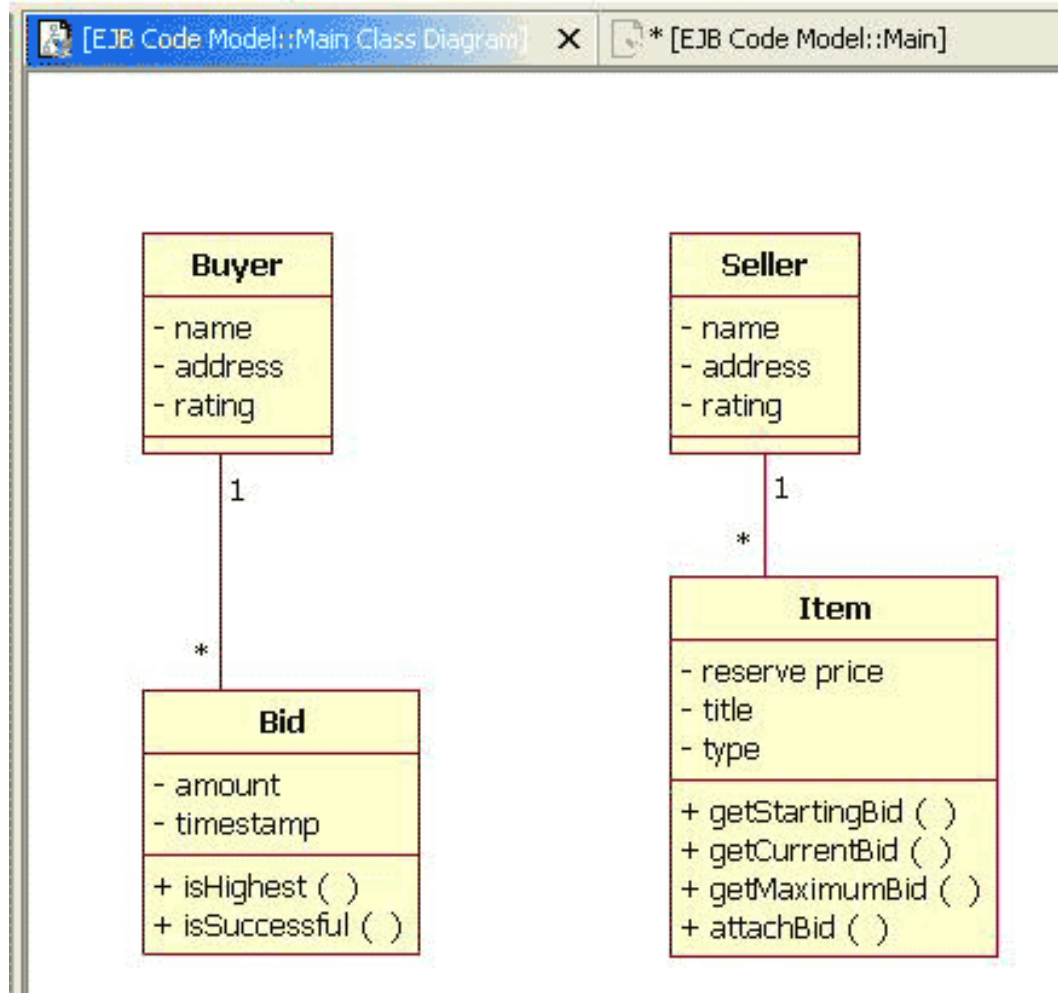 [EJB Code Model::Main Class Diagram] X * [EJB Code Model::Main]
Buyer
- name
- address
- rating
1
*
Bid
- amount
- timestamp
+ isHighest ( )
+ isSuccessful ( )
Seller
- name
- address
- rating
1
*
Item
- reserve price
- title
- type
+ getStartingBid ( )
+ getCurrentBid ( )
+ getMaximumBid ( )
+ attachBid ( )